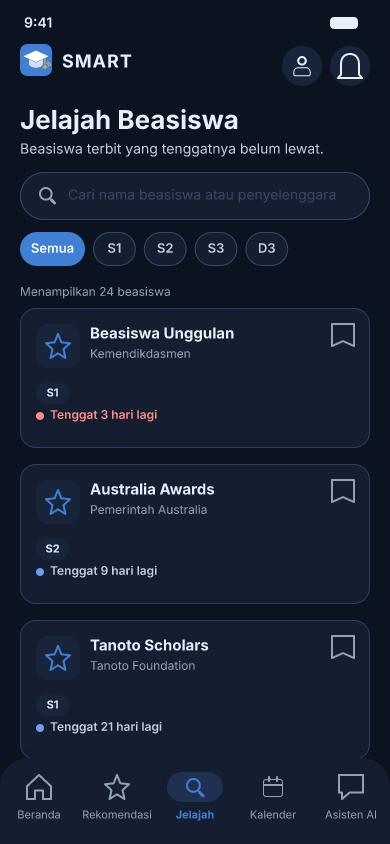 9:41
SMART
Jelajah Beasiswa
Beasiswa terbit yang tenggatnya belum lewat.
Cari nama beasiswa atau penyelenggara
Semua
S1
S2
S3
D3
Menampilkan 24 beasiswa
Beasiswa Unggulan
Kemendikdasmen
S1
Tenggat 3 hari lagi
Australia Awards
Pemerintah Australia
S2
Tenggat 9 hari lagi
Tanoto Scholars
Tanoto Foundation
S1
Tenggat 21 hari lagi
Beranda
Rekomendasi
Jelajah
Kalender
Asisten AI